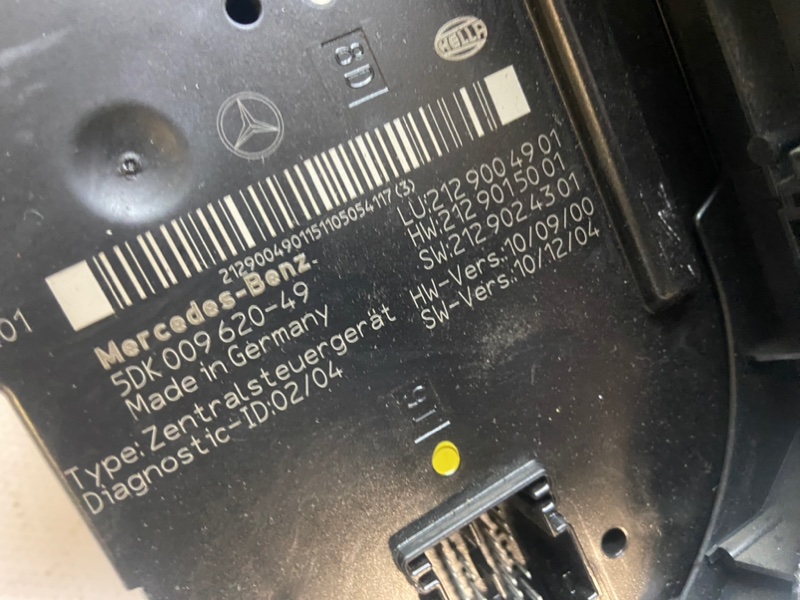 8D
HELLA
2129004901151105054117(3)
LU:212 900 49 01
HW:212 901 50 01
SW:212 902 43 01
HW-Vers.:10/09/00
SW-Vers.:10/12/04
01
Mercedes-Benz
5DK 009 620-49
Made in Germany
Type: Zentralsteuergerät
Diagnostic-ID:02/04